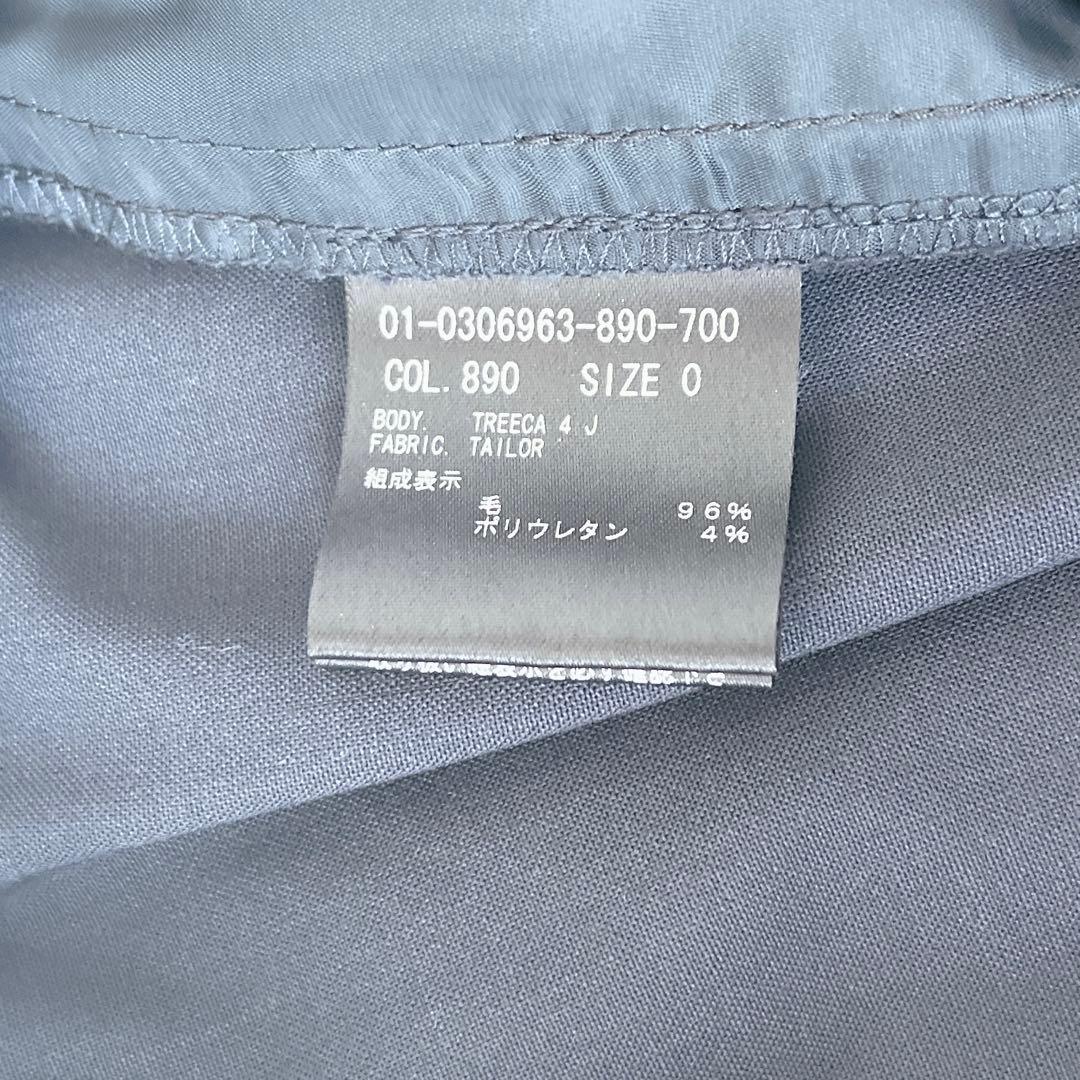 01-0306963-890-700
COL. 890 SIZE 0
BODY. TREECA 4 J
FABRIC. TAILOR
組成表示
毛 96%
ポリウレタン 4%